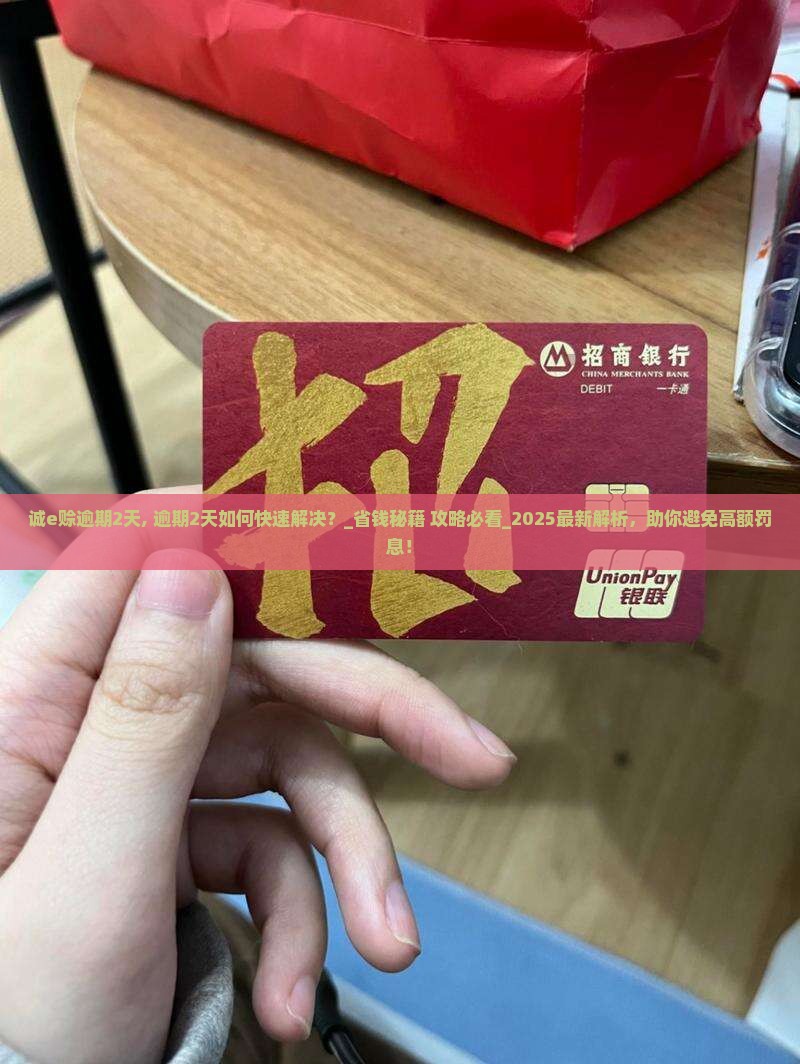 招
招商银行
CHINA MERCHANTS BANK
DEBIT 一卡通
诚e赊逾期2天, 逾期2天如何快速解决？_省钱秘籍 攻略必看_2025最新解析，助你避免高额罚
息！
UnionPay
银联